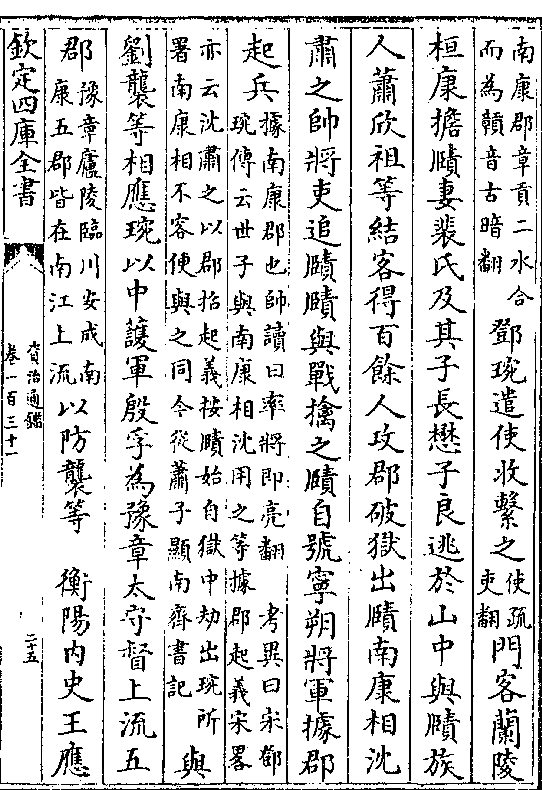 南康郡章貢二水合
而為贛音古暗翻
鄧琬遣使收繫之
使疏
吏翻
門客蘭陵
桓康擔賾妻裴氏及其子長懋子良逃於山中與賾族
人蕭欣祖等結客得百餘人攻郡破獄出賾南康相沈
肅之帥將吏追賾賾與戰擒之賾自號寧朔將軍據郡
起兵
據南康郡也帥讀曰率將即亮翻 考異曰宋鄧
琬傳云世子與南康相沈用之等據郡起義宋畧
亦云沈肅之以郡招起義按賾始自獄中劫出琬所
署南康相不容便與之同今從蕭子顯南齊書記
與
劉襲等相應琬以中護軍殷孚為豫章太守督上流五
郡
豫章廬陵臨川安成南
康五郡皆在南江上流
以防襲等 衡陽内史王應
欽定四庫全書
資治通鑑
卷一百三十一
二十五